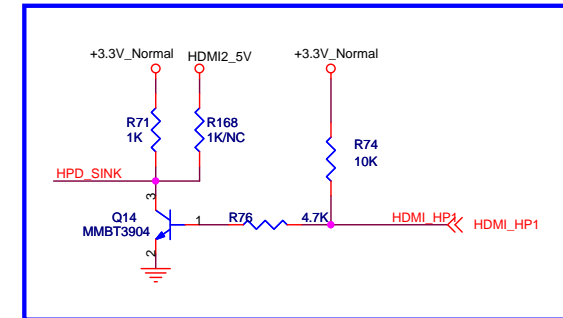 +3.3V_Normal
HDMI2_5V
+3.3V_Normal
R71
1K
R168
1K/NC
R74
10K
HPD_SINK
3
Q14
MMBT3904
1
R76
4.7K
HDMI_HP1
HDMI_HP1
2